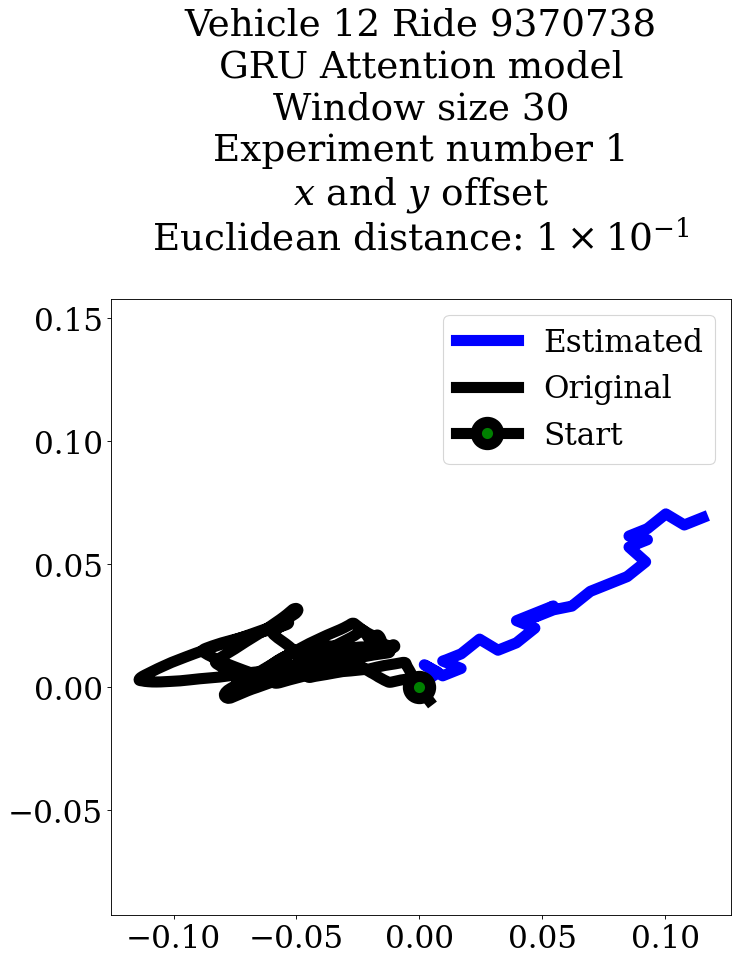 Vehicle 12 Ride 9370738
GRU Attention model
Window size 30
Experiment number 1
x and y offset
Euclidean distance: 1 × 10⁻¹
0.15
0.10
0.05
0.00
−0.05
Estimated
Original
Start
−0.10 −0.05 0.00 0.05 0.10